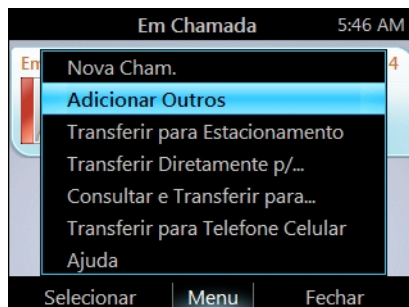 Em Chamada 5:46 AM
Nova Cham.
Adicionar Outros
Transferir para Estacionamento
Transferir Diretamente p/...
Consultar e Transferir para...
Transferir para Telefone Celular
Ajuda
Selecionar Menu Fechar